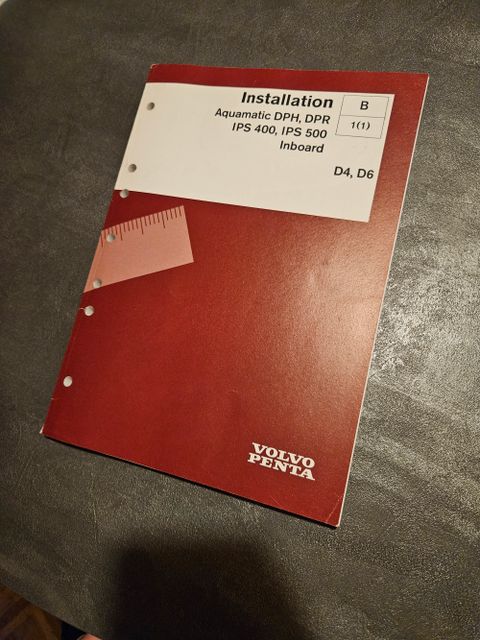 Installation
B
Aquamatic DPH, DPR
1(1)
IPS 400, IPS 500
Inboard
D4, D6
VOLVO
PENTA